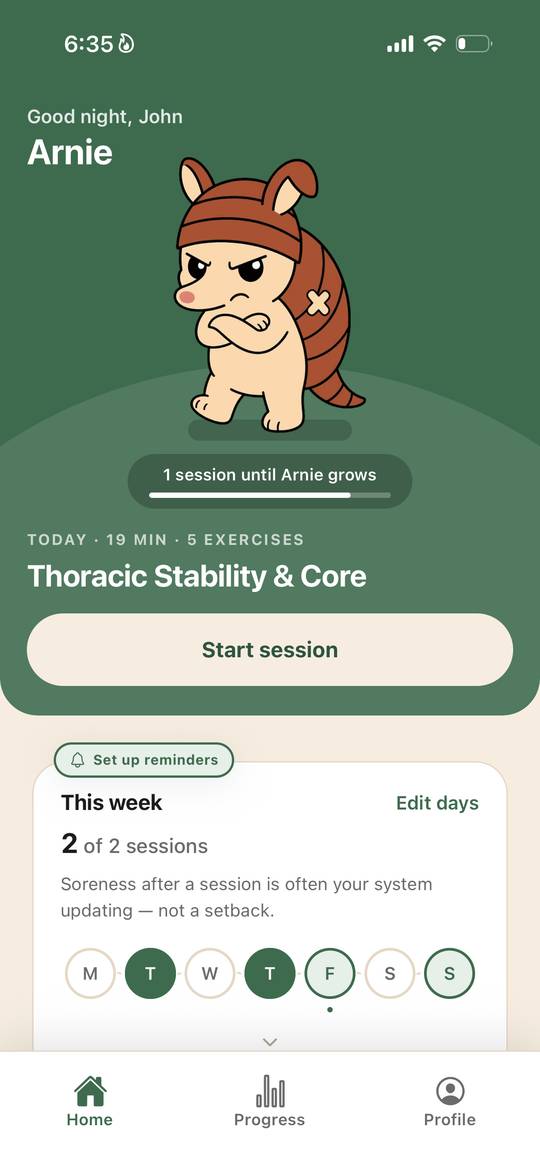 6:35
Good night, John
Arnie
1 session until Arnie grows
TODAY · 19 MIN · 5 EXERCISES
Thoracic Stability & Core
Start session
Set up reminders
This week
Edit days
2 of 2 sessions
Soreness after a session is often your system
updating — not a setback.
M T W T F S S
Home
Progress
Profile